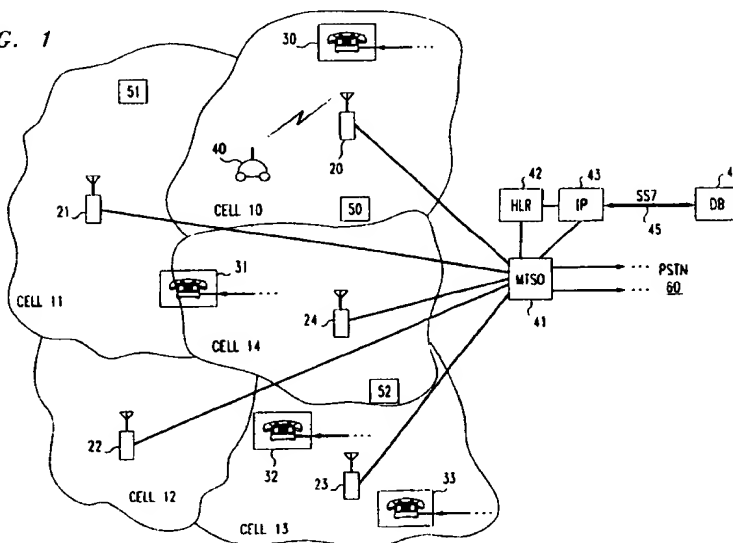 G. 1
30
51
40
20
21
CELL 10
50
42
43
HLR
IP
SS7
45
DB
31
CELL 11
24
CELL 14
MTSO
PSTN
60
41
52
22
32
23
33
CELL 12
CELL 13